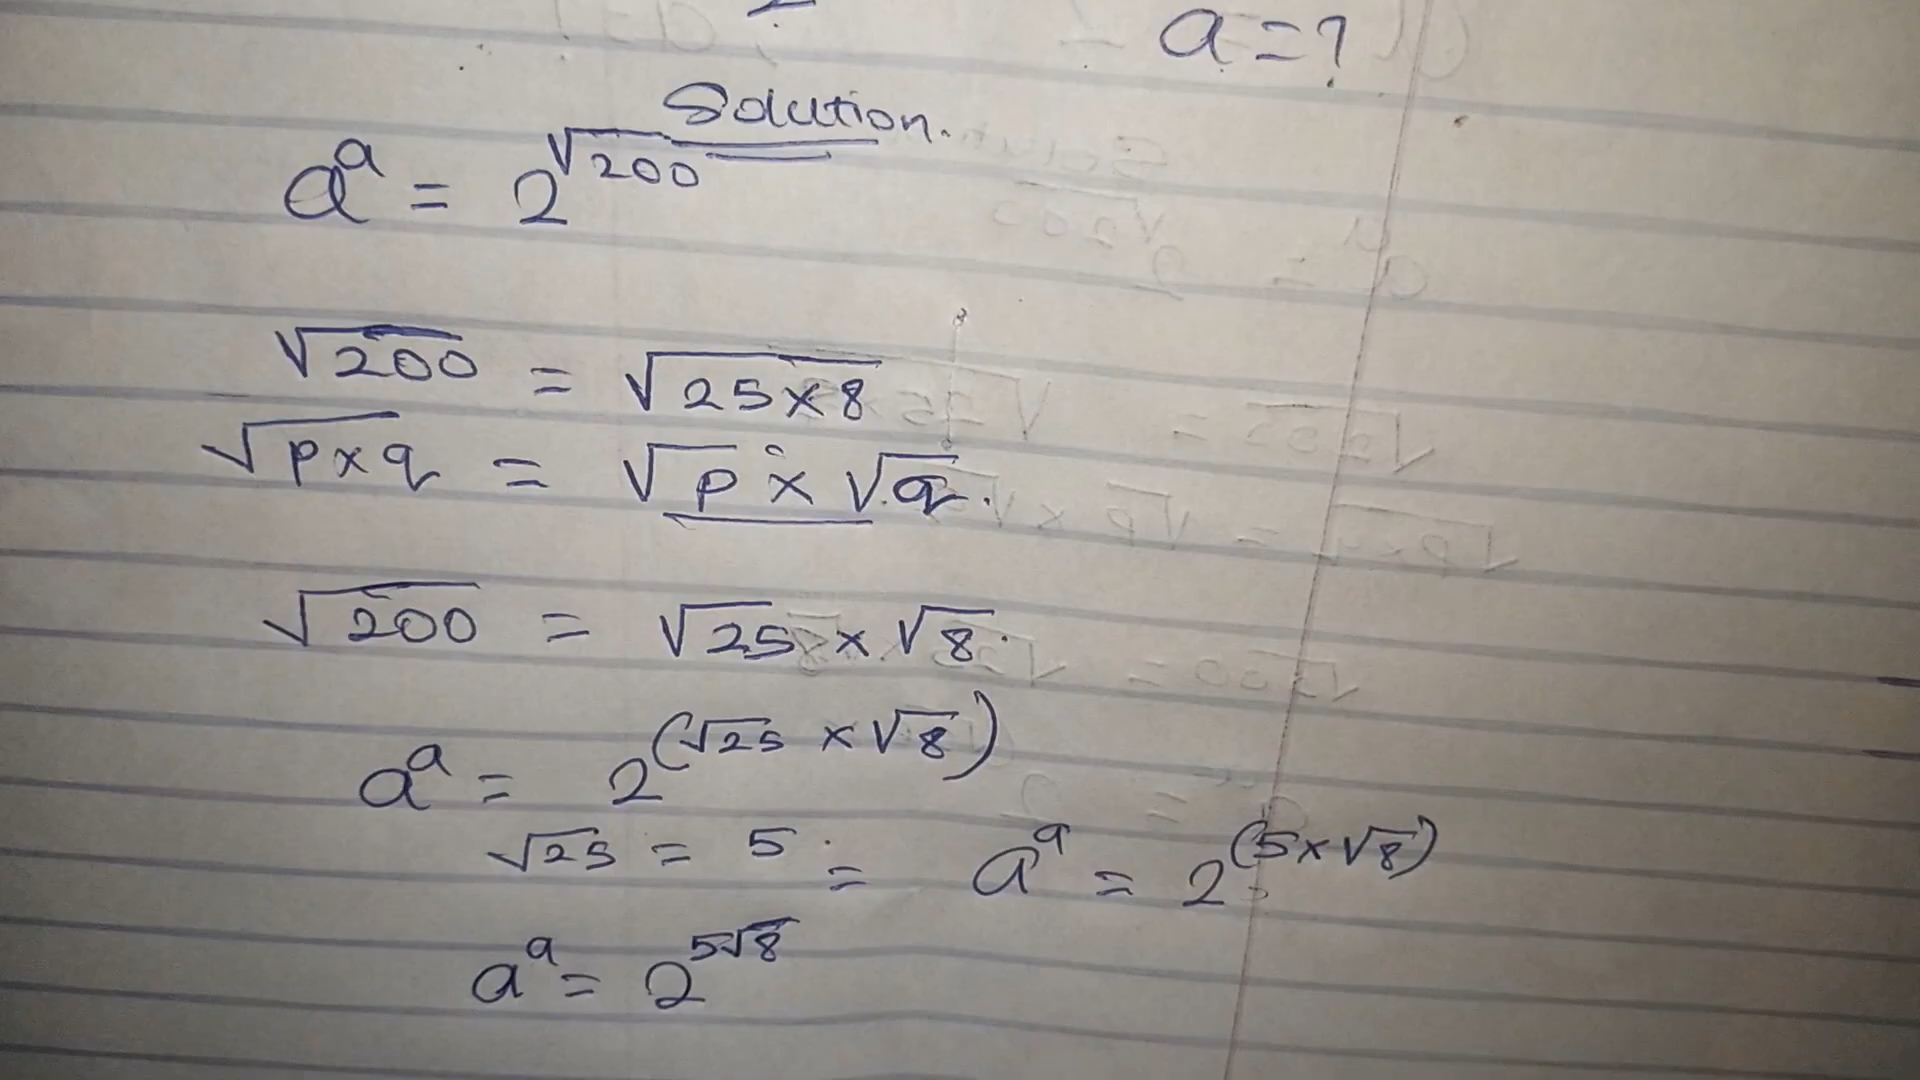 a = ?
Solution.
a^a = 2^√200
√200 = √25×8
√p×q = √p × √q.
√200 = √25 × √8.
a^a = 2^(√25 × √8)
√25 = 5 = a^a = 2^(5×√8)
a^a = 2^5√8